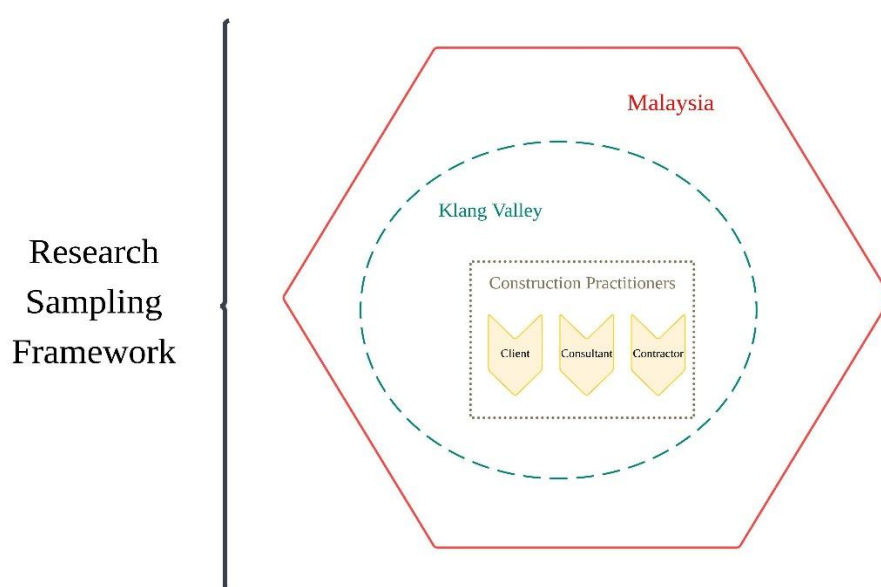 Research
Sampling
Framework
Malaysia
Klang Valley
Construction Practitioners
Client
Consultant
Contractor